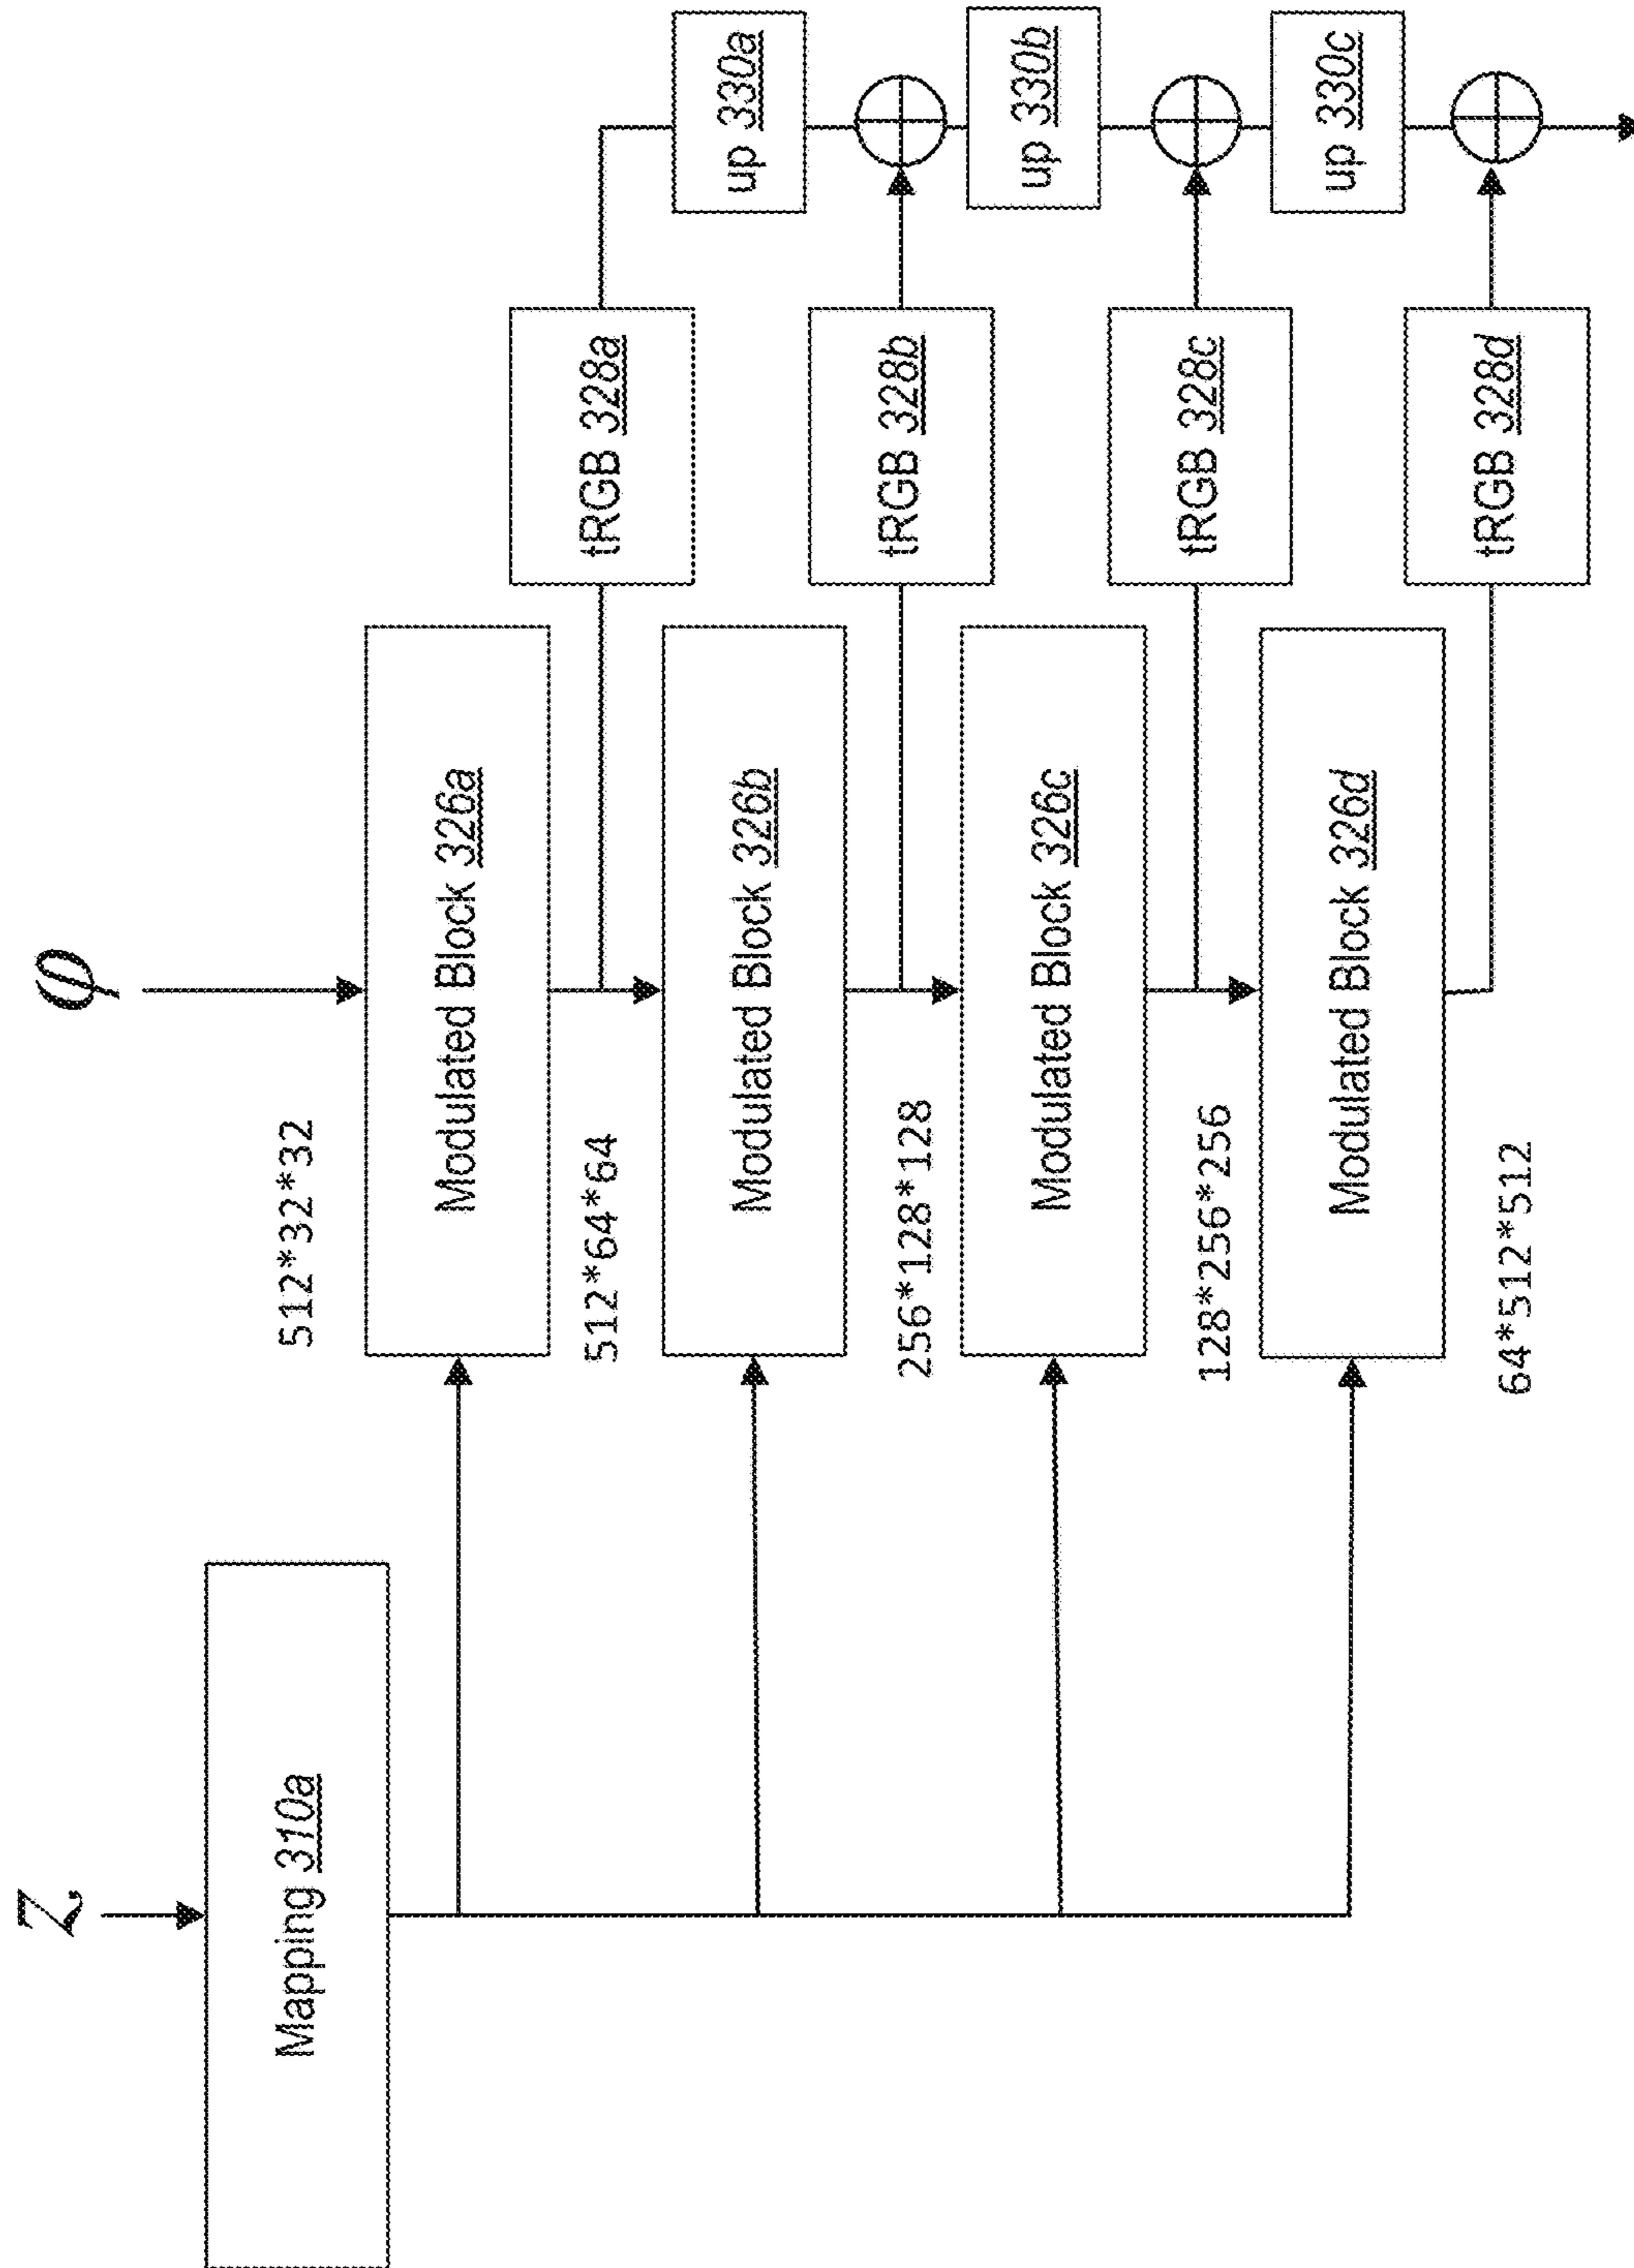 Z
φ
Mapping 310a
512*32*32
Modulated Block 326a
tRGB 328a
up 330a
512*64*64
Modulated Block 326b
tRGB 328b
up 330b
256*128*128
Modulated Block 326c
tRGB 328c
up 330c
128*256*256
Modulated Block 326d
tRGB 328d
64*512*512